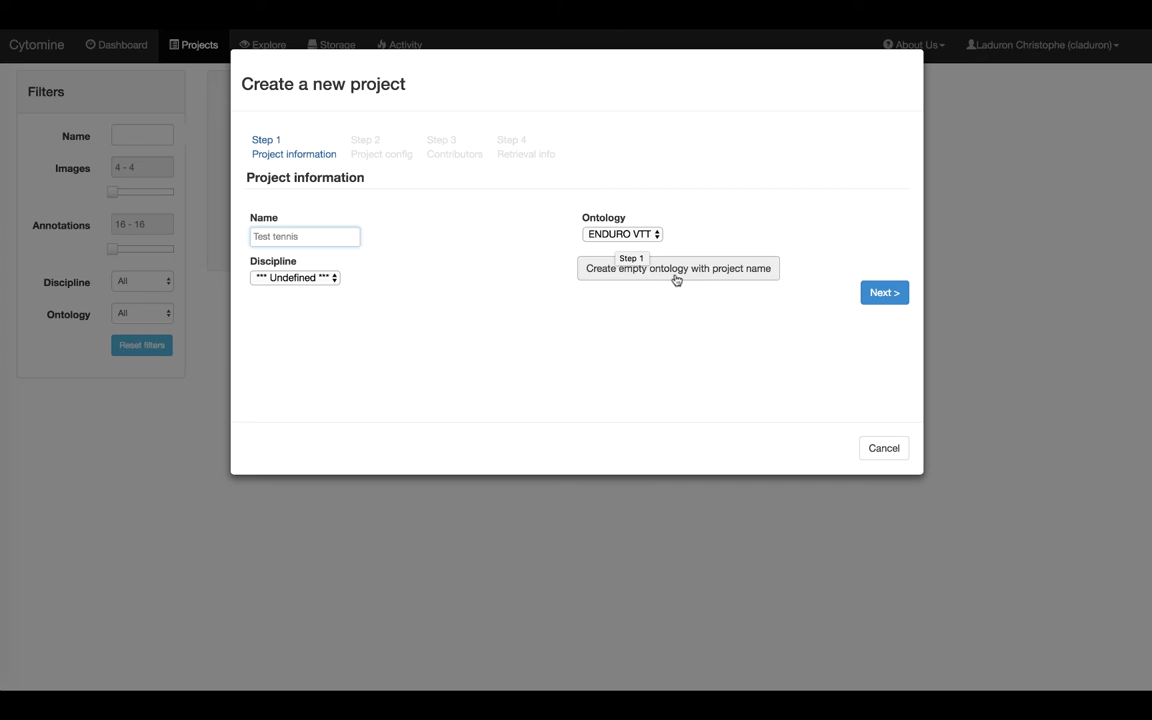 Cytomine Dashboard Projects Explore Storage Activity About Us Laduron Christophe (claduron)
Filters
Name
Images 4 - 4
Annotations 16 - 16
Discipline All
Ontology All
Reset filters
Create a new project
Step 1 Step 2 Step 3 Step 4
Project information Project config Contributors Retrieval info
Project information
Name
Test tennis
Discipline
*** Undefined ***
Ontology
ENDURO VTT
Step 1
Create empty ontology with project name
Next >
Cancel